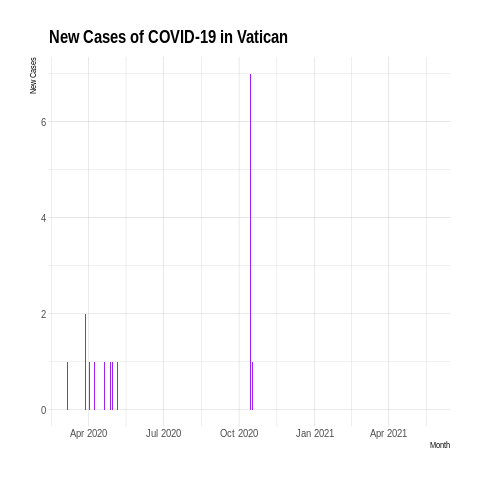 New Cases of COVID-19 in Vatican
New Cases
6
4
2
0
Apr 2020 Jul 2020 Oct 2020 Jan 2021 Apr 2021
Month